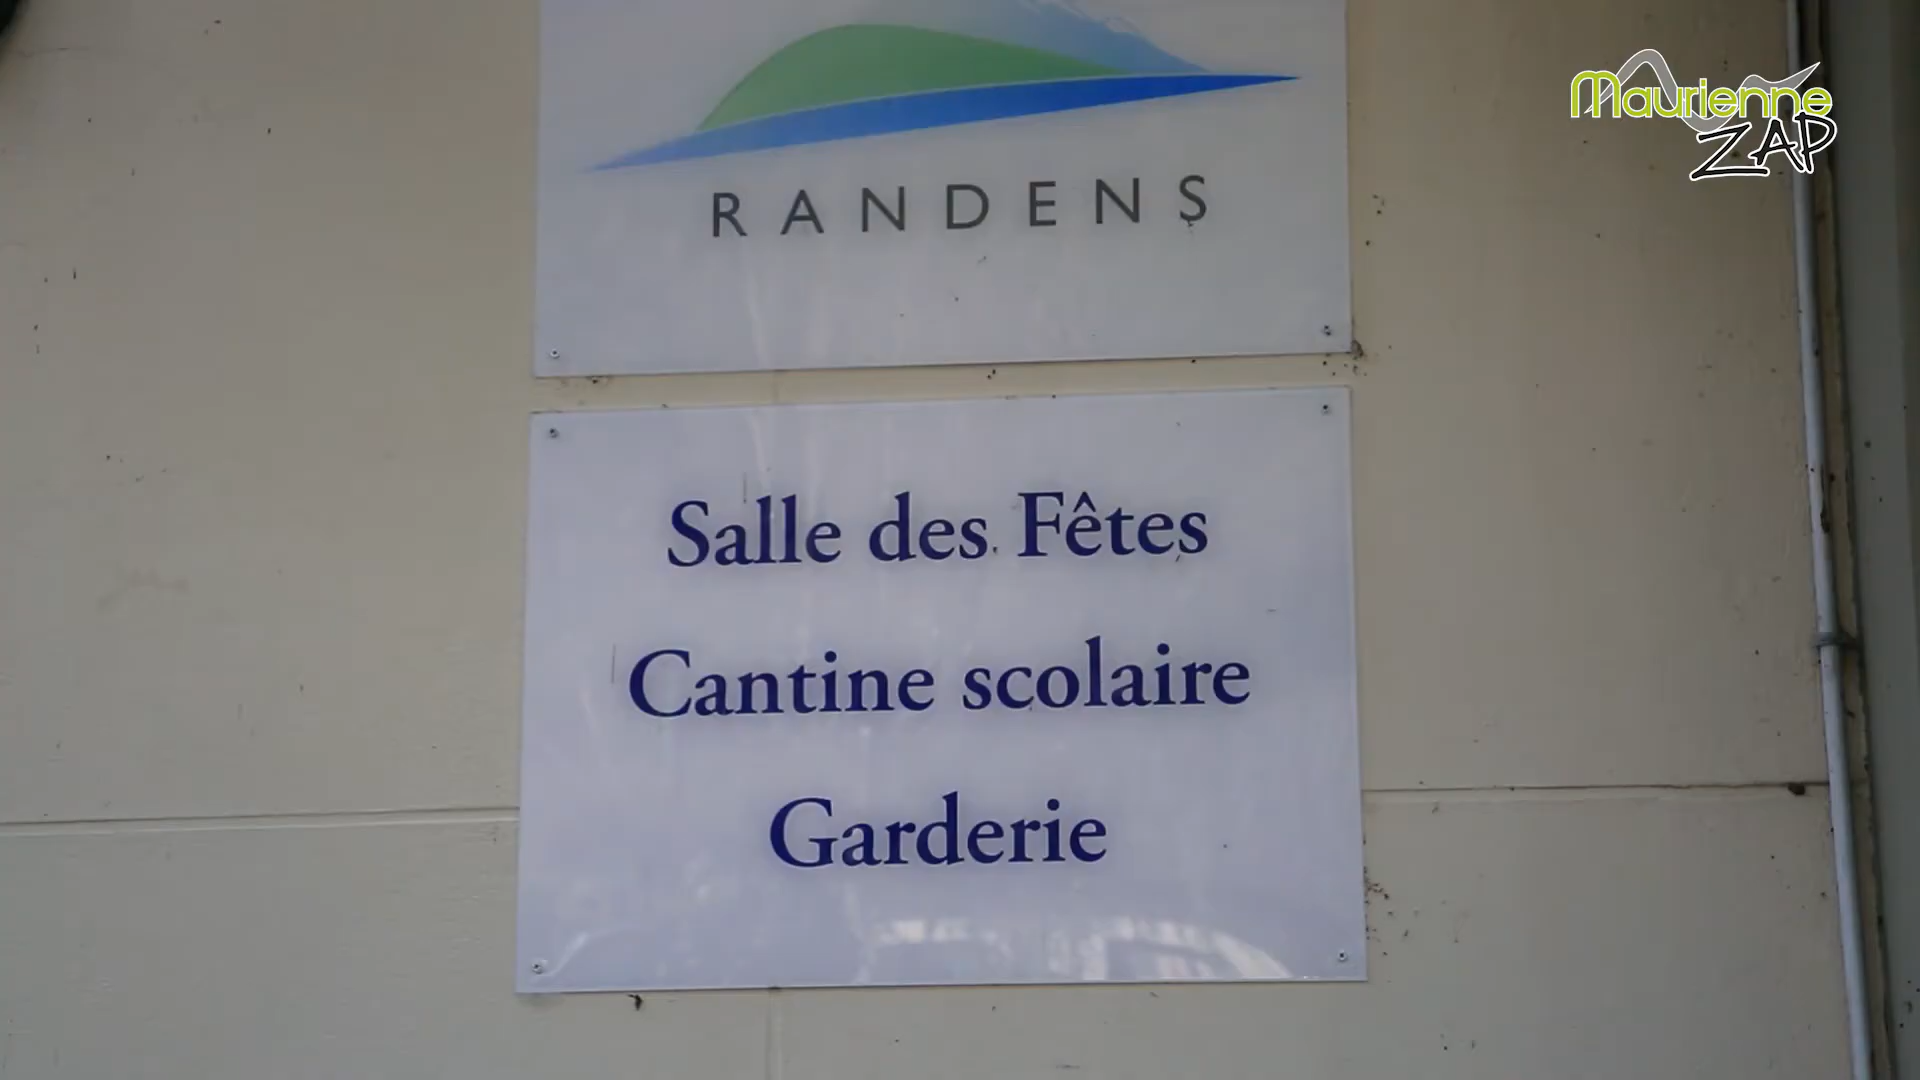 Maurienne
ZAP
RANDENS
Salle des Fêtes
Cantine scolaire
Garderie